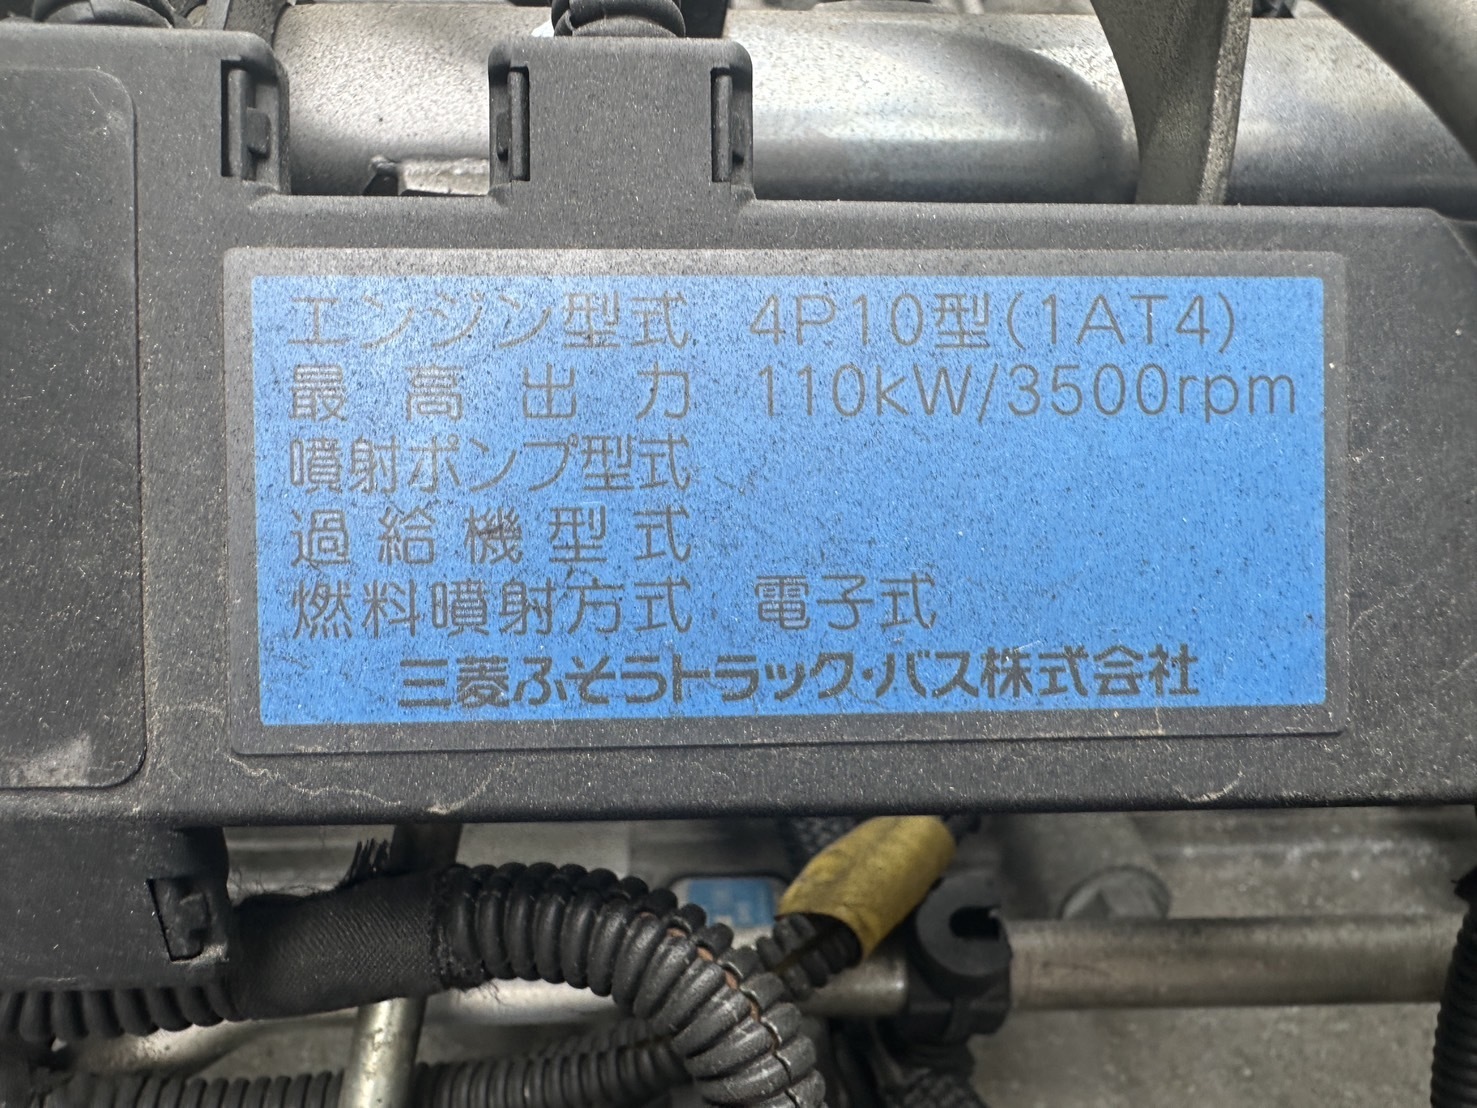 エンジン型式 4P10型(1AT4)
最高出力 110kW/3500rpm
噴射ポンプ型式
過給機型式
燃料噴射方式 電子式
三菱ふそうトラック・バス株式会社